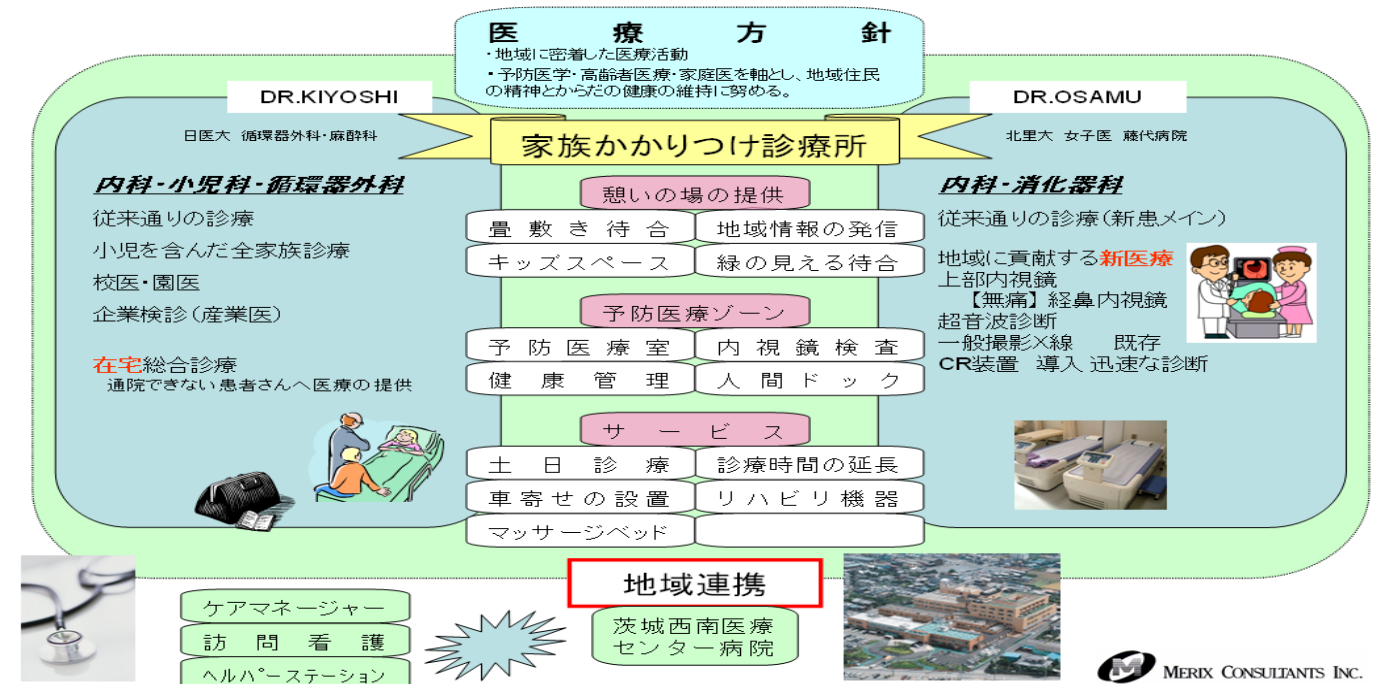 医療方針
・地域に密着した医療活動
・予防医学・高齢者医療・家庭医を軸とし、地域住民
の精神とからだの健康の維持に努める。
DR.KIYOSHI
日医大 循環器外科・麻酔科
内科・小児科・循環器外科
従来通りの診療
小児を含んだ全家族診療
校医・園医
企業検診(産業医)
在宅総合診療
通院できない患者さんへ医療の提供
家族かかりつけ診療所
憩いの場の提供
畳敷き待合 地域情報の発信
キッズスペース 緑の見える待合
予防医療ゾーン
予防医療室 内視鏡検査
健康管理 人間ドック
サービス
土日診療 診療時間の延長
車寄せの設置 リハビリ機器
マッサージベッド
DR.OSAMU
北里大 女子医 藤代病院
内科・消化器科
従来通りの診療(新患メイン)
地域に貢献する新医療
上部内視鏡
【無痛】経鼻内視鏡
超音波診断
一般撮影X線 既存
CR装置 導入 迅速な診断
地域連携
ケアマネージャー
訪問看護
ヘルパーステーション
茨城西南医療
センター病院
MERIX CONSULTANTS INC.